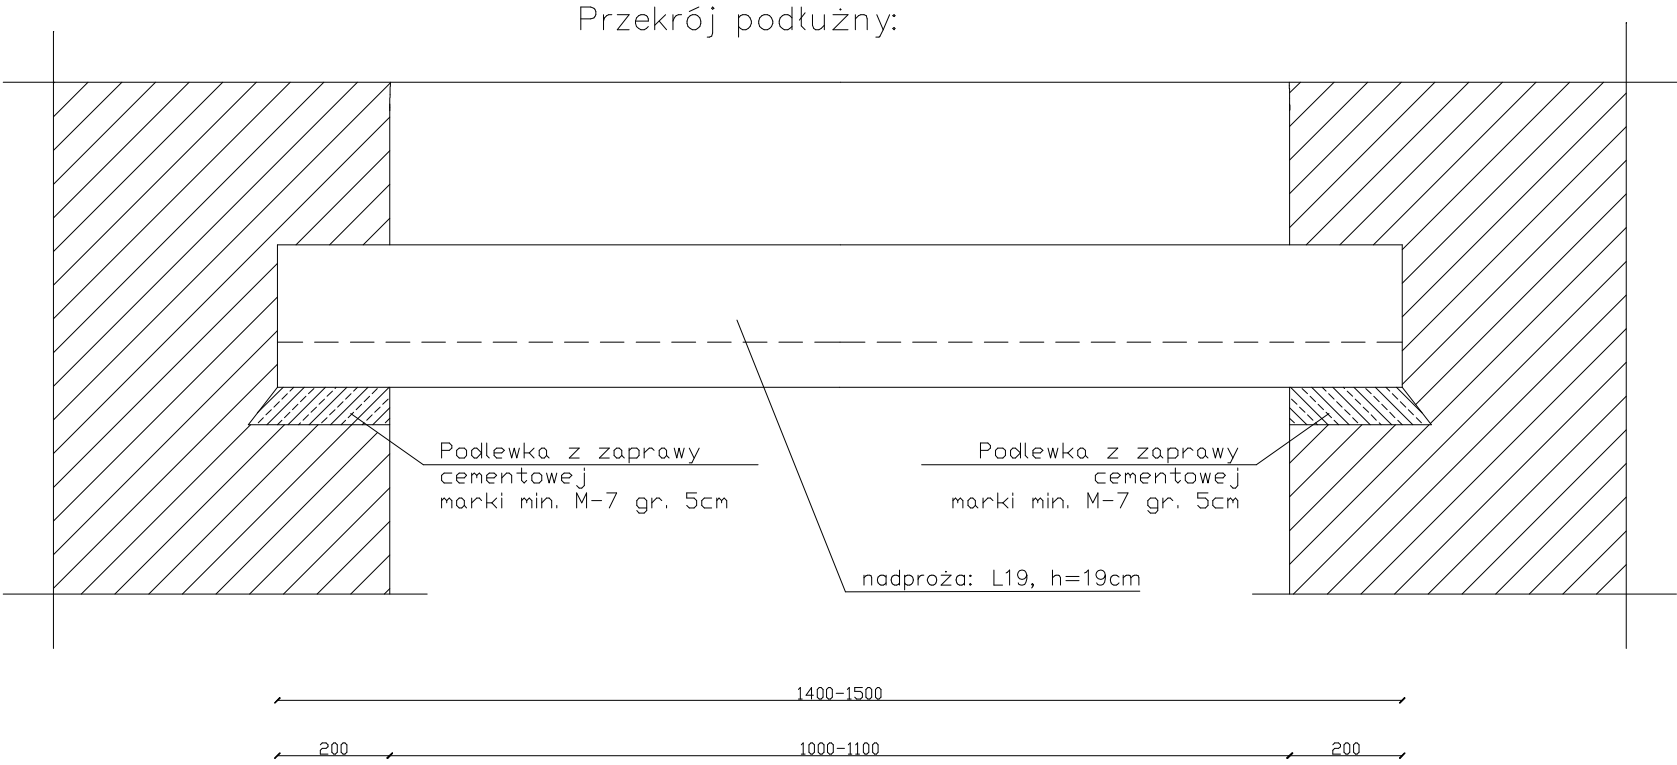 Przekrój podłużny:
Podlewka z zaprawy
cementowej
marki min. M-7 gr. 5cm
Podlewka z zaprawy
cementowej
marki min. M-7 gr. 5cm
nadproża: L19, h=19cm
1400-1500
200
1000-1100
200